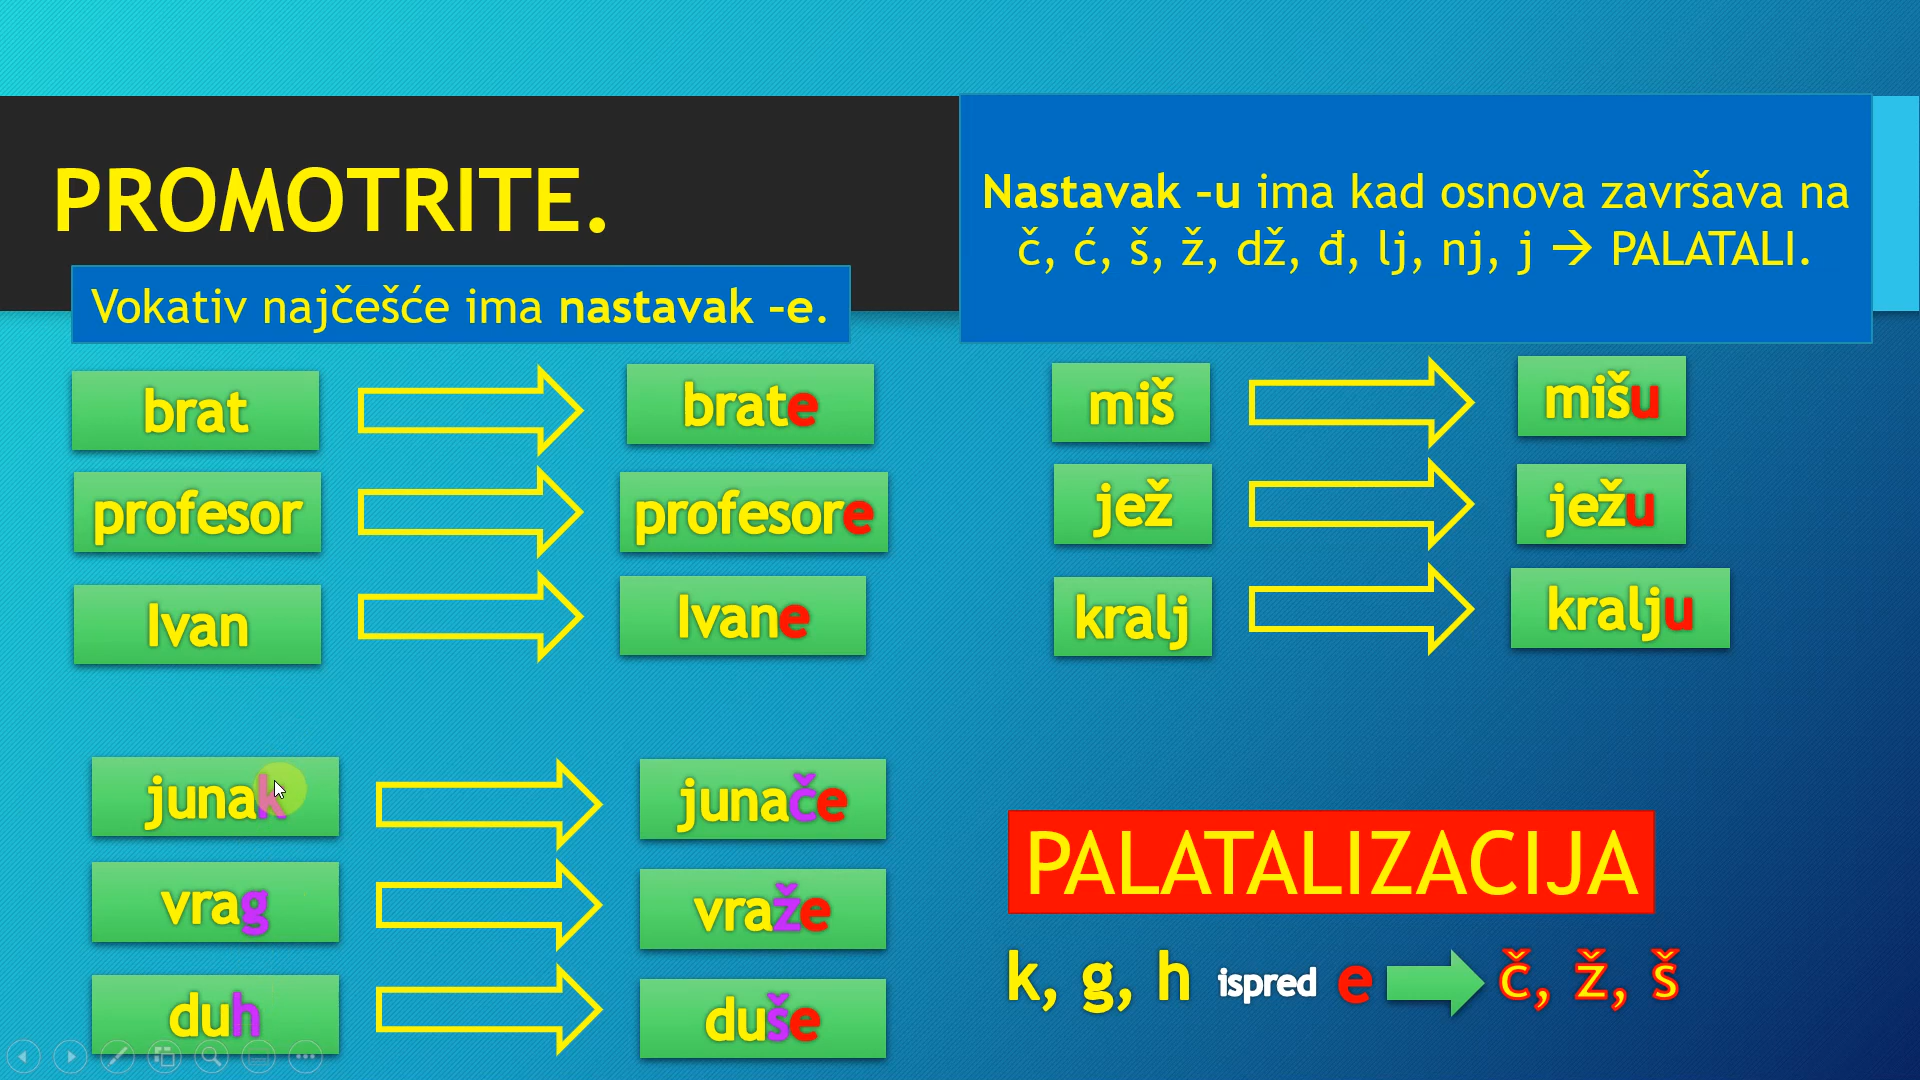 PROMOTRITE.
Vokativ najčešće ima nastavak –e.
Nastavak –u ima kad osnova završava na
č, ć, š, ž, dž, đ, lj, nj, j → PALATALI.
brat
brate
profesor
profesore
Ivan
Ivane
miš
mišu
jež
ježu
kralj
kralju
junak
junače
vrag
vraže
duh
duše
PALATALIZACIJA
k, g, h ispred e č, ž, š